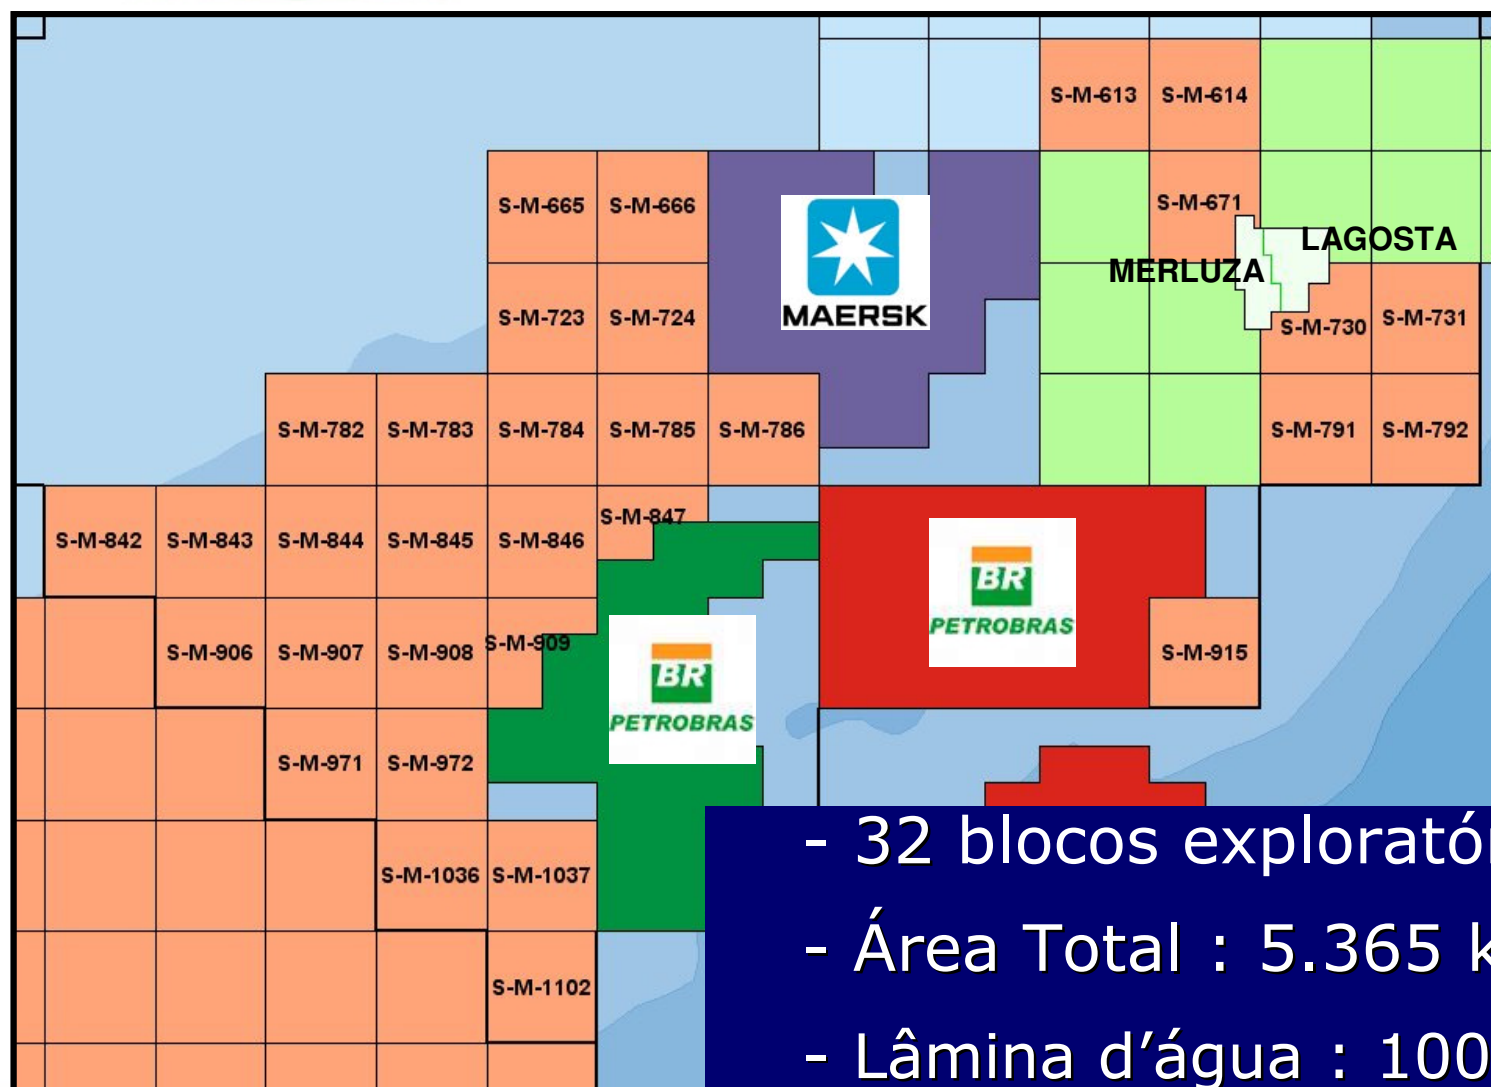 S-M-613 S-M-614
S-M-665 S-M-666 S-M-671
LAGOSTA
MERLUZA
MAERSK
S-M-723 S-M-724 S-M-730 S-M-731
S-M-782 S-M-783 S-M-784 S-M-785 S-M-786 S-M-791 S-M-792
S-M-847
S-M-842 S-M-843 S-M-844 S-M-845 S-M-846
BR
PETROBRAS
S-M-906 S-M-907 S-M-908 S-M-909 S-M-915
BR
PETROBRAS
S-M-971 S-M-972
- 32 blocos explorató
S-M-1036 S-M-1037
- Área Total : 5.365 k
S-M-1102
- Lâmina d’água : 100